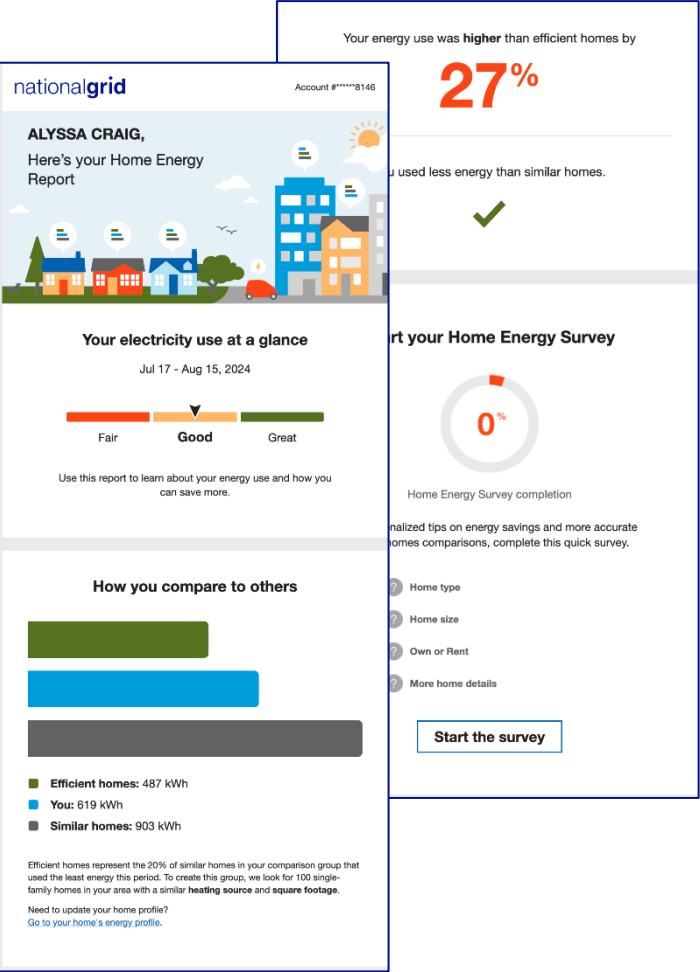 nationalgrid
Account #******8146
ALYSSA CRAIG,
Here's your Home Energy
Report
Your electricity use at a glance
Jul 17 - Aug 15, 2024
Fair
Good
Great
Use this report to learn about your energy use and how you
can save more.
How you compare to others
Efficient homes: 487 kWh
You: 619 kWh
Similar homes: 903 kWh
Efficient homes represent the 20% of similar homes in your comparison group that
used the least energy this period. To create this group, we look for 100 single-
family homes in your area with a similar heating source and square footage.
Need to update your home profile?
Go to your home's energy profile.
Your energy use was higher than efficient homes by
27%
used less energy than similar homes.
your Home Energy Survey
0%
Home Energy Survey completion
tips on energy savings and more accurate
comparisons, complete this quick survey.
? Home type
? Home size
? Own or Rent
? More home details
Start the survey